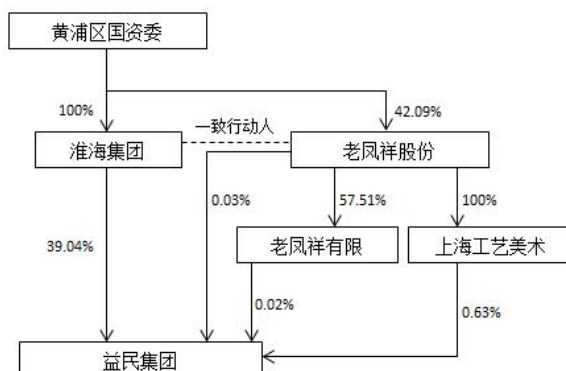 黄浦区国资委
100%
42.09%
一致行动人
淮海集团
老凤祥股份
0.03%
57.51%
100%
39.04%
老凤祥有限
上海工艺美术
0.02%
0.63%
益民集团